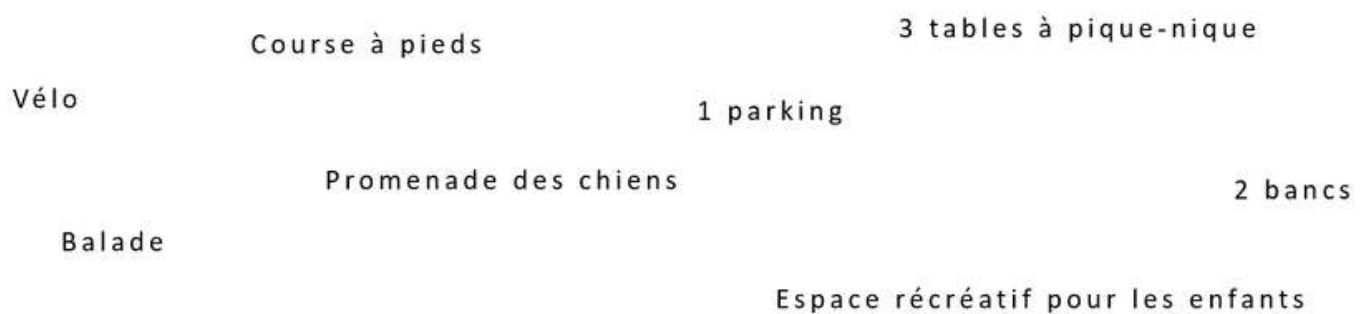 3 tables à pique-nique
Course à pieds
Vélo
1 parking
Promenade des chiens
2 bancs
Balade
Espace récréatif pour les enfants